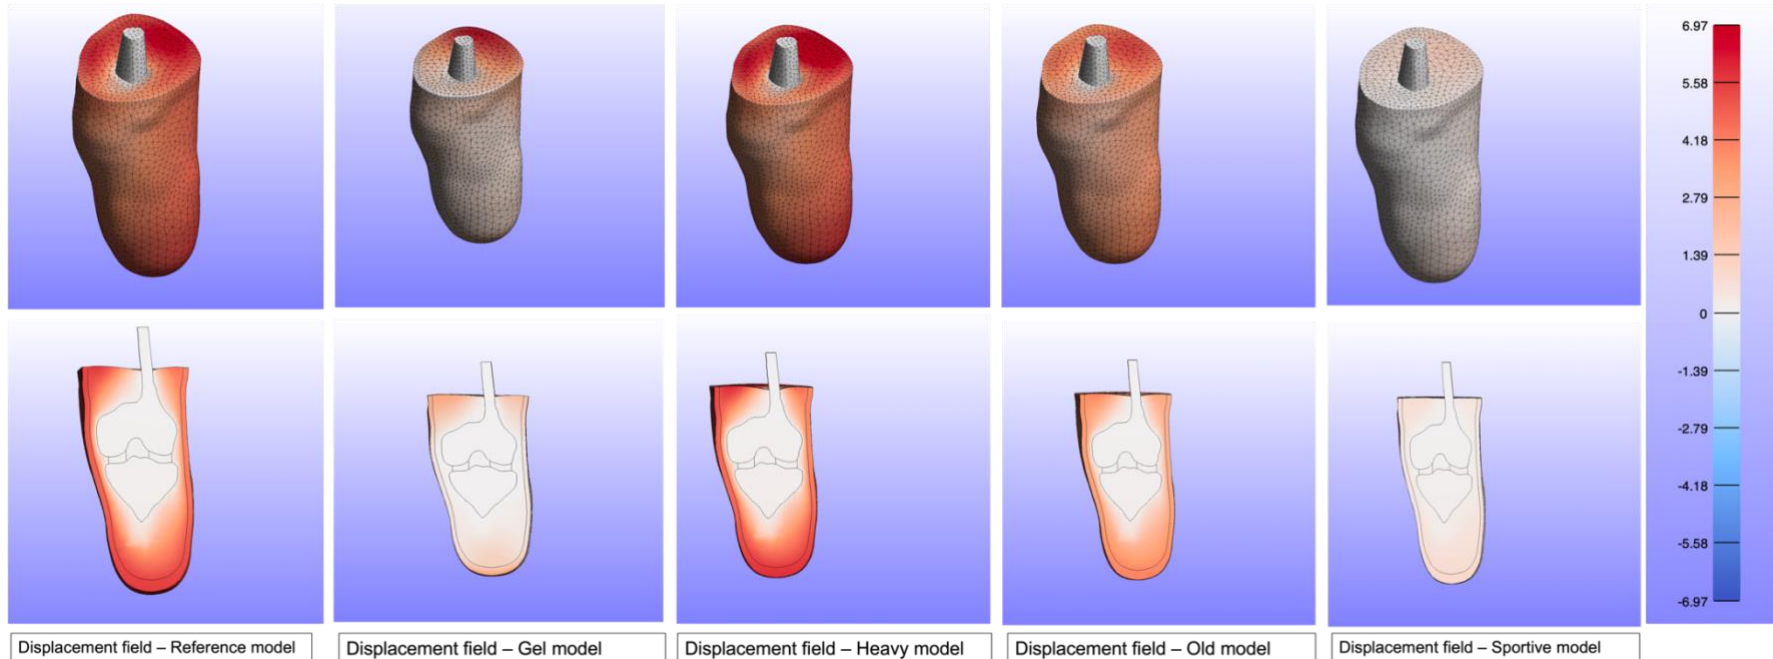 6.97
5.58
4.18
2.79
1.39
0
-1.39
-2.79
-4.18
-5.58
-6.97
Displacement field – Reference model
Displacement field – Gel model
Displacement field – Heavy model
Displacement field – Old model
Displacement field – Sportive model